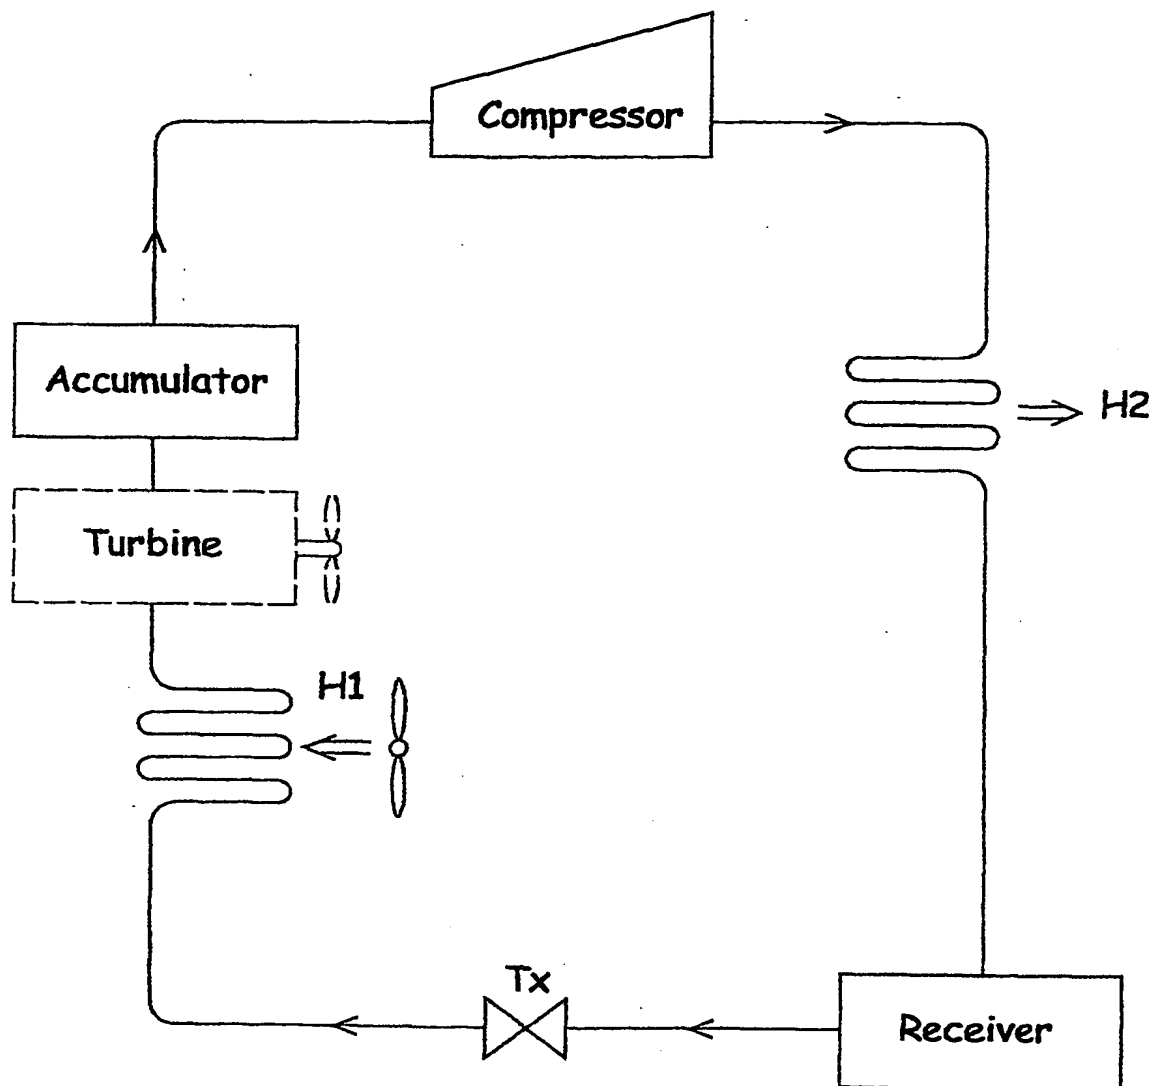 Compressor
Accumulator
H2
Turbine
H1
Tx
Receiver